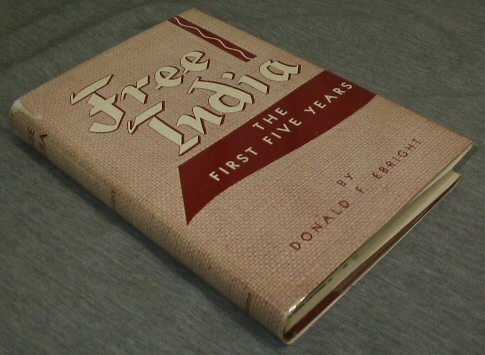 Free
India
THE
FIRST FIVE YEARS
BY
DONALD F. EBRIGHT